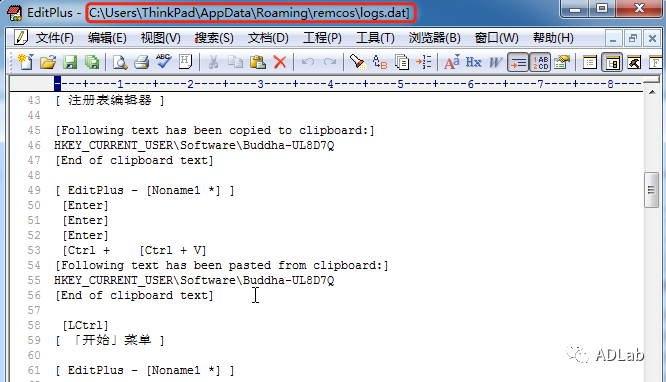 EditPlus - [C:\Users\ThinkPad\AppData\Roaming\remcos\logs.dat]
文件(F) 编辑(E) 视图(V) 搜索(S) 文档(D) 工程(P) 工具(T) 浏览器(B) 窗口(W) 帮助(H)
ABC H Aª Hx W 1AB 2CD
----+----1----+----2----+----3----+----4----+----5----+----6----+----7----+----8--
43 [ 注册表编辑器 ]
44
45 [Following text has been copied to clipboard:]
46 HKEY_CURRENT_USER\Software\Buddha-UL8D7Q
47 [End of clipboard text]
48
49 [ EditPlus - [Noname1 *] ]
50 [Enter]
51 [Enter]
52 [Enter]
53 [Ctrl + [Ctrl + V]
54 [Following text has been pasted from clipboard:]
55 HKEY_CURRENT_USER\Software\Buddha-UL8D7Q
56 [End of clipboard text]
57
58 [LCtrl]
59 [ 「开始」菜单 ]
60
61 [ EditPlus - [Noname1 *] ]
ADLab